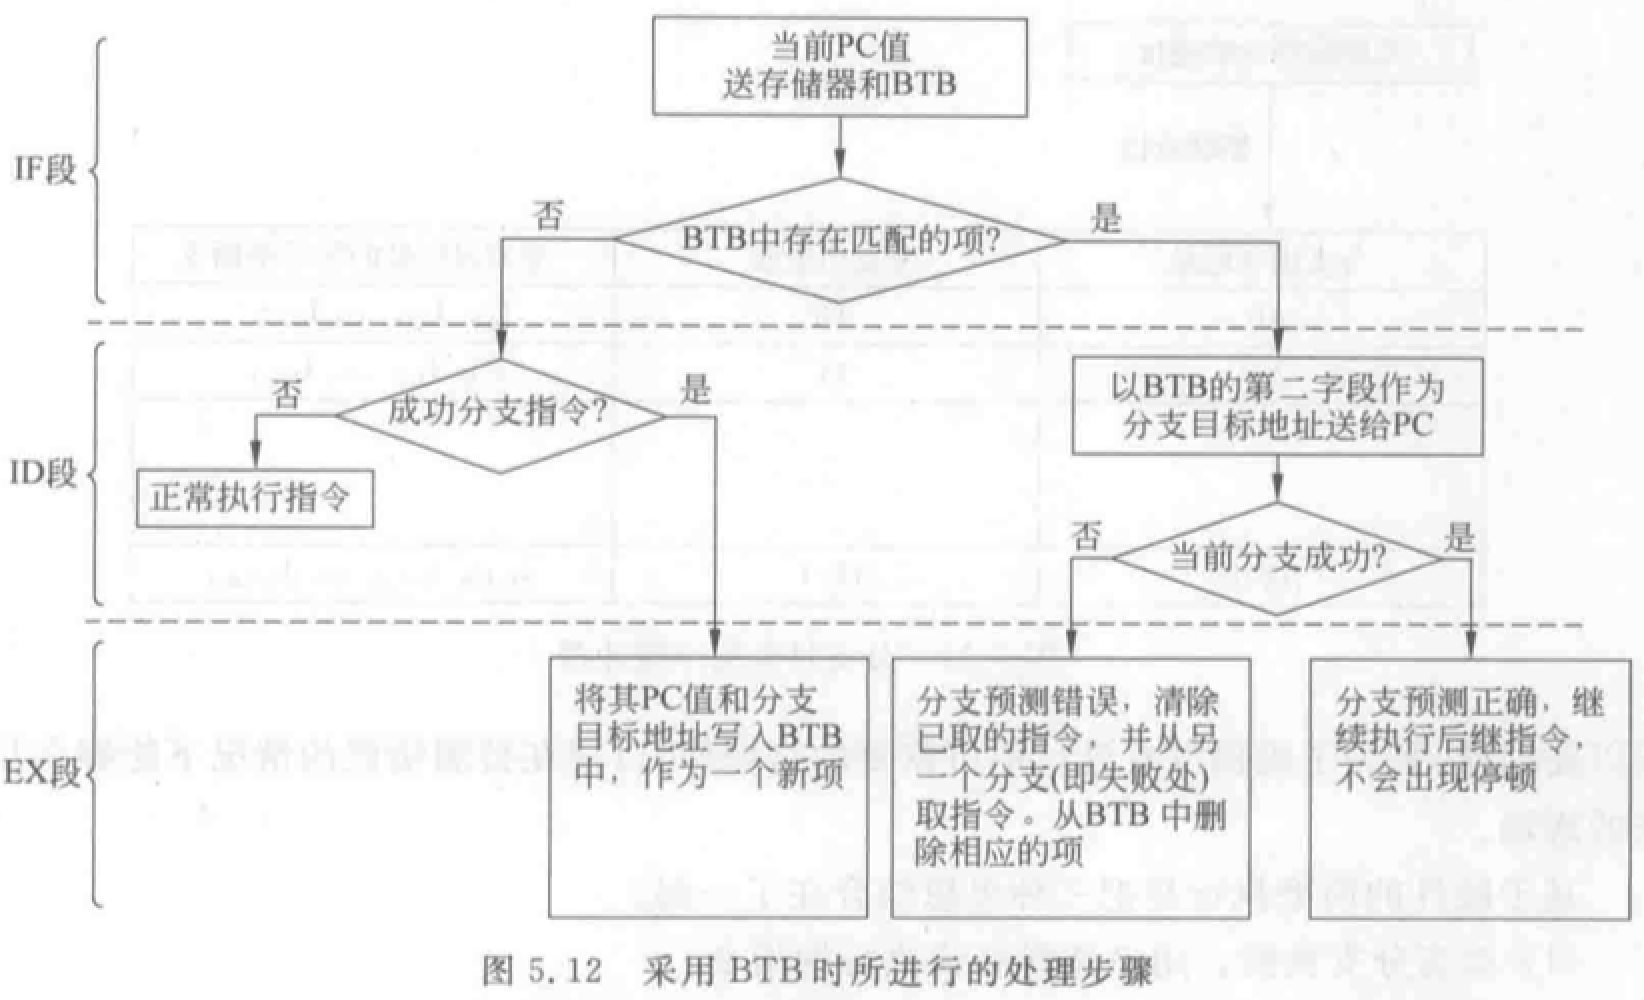 当前PC值
送存储器和BTB
IF段
否
BTB中存在匹配的项?
是
否
成功分支指令?
是
以BTB的第二字段作为
分支目标地址送给PC
ID段
正常执行指令
否
当前分支成功?
是
EX段
将其PC值和分支
目标地址写入BTB
中，作为一个新项
分支预测错误，清除
已取的指令，并从另
一个分支(即失败处)
取指令。从BTB 中删
除相应的项
分支预测正确，继
续执行后继指令，
不会出现停顿
图 5.12 采用 BTB 时所进行的处理步骤